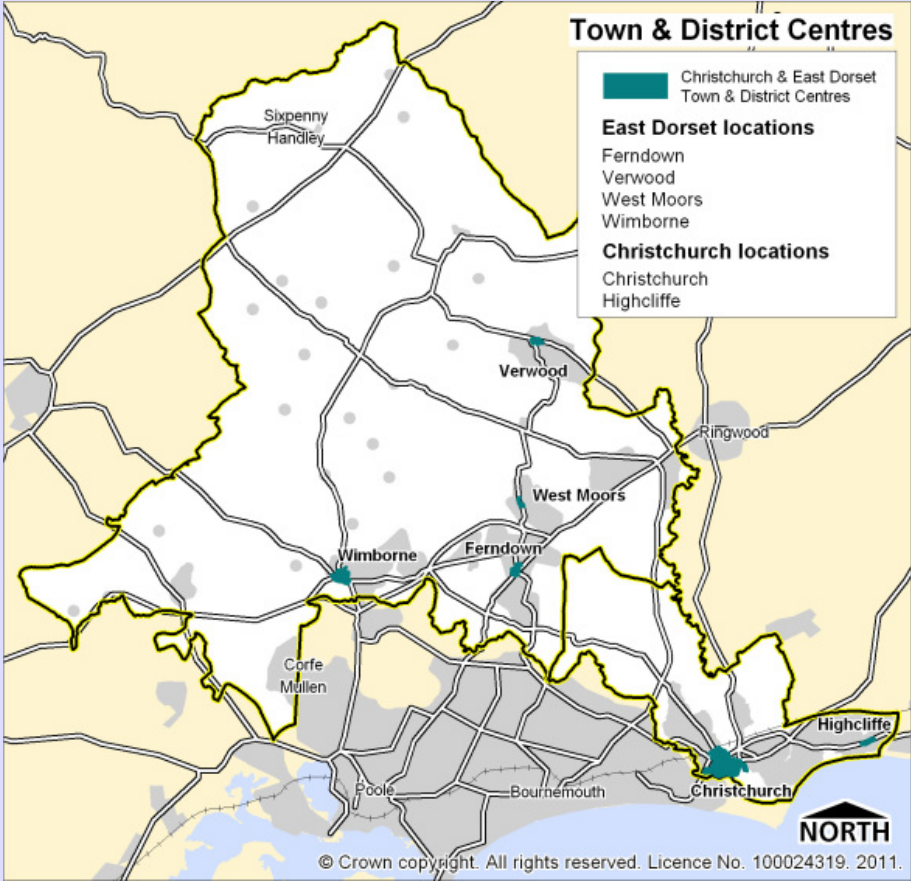 Town & District Centres
Christchurch & East Dorset
Town & District Centres
East Dorset locations
Ferndown
Verwood
West Moors
Wimborne
Christchurch locations
Christchurch
Highcliffe
Sixpenny
Handley
Verwood
Ringwood
West Moors
Wimborne
Ferndown
Corfe
Mullen
Highcliffe
Poole
Bournemouth
Christchurch
NORTH
© Crown copyright. All rights reserved. Licence No. 100024319. 2011.